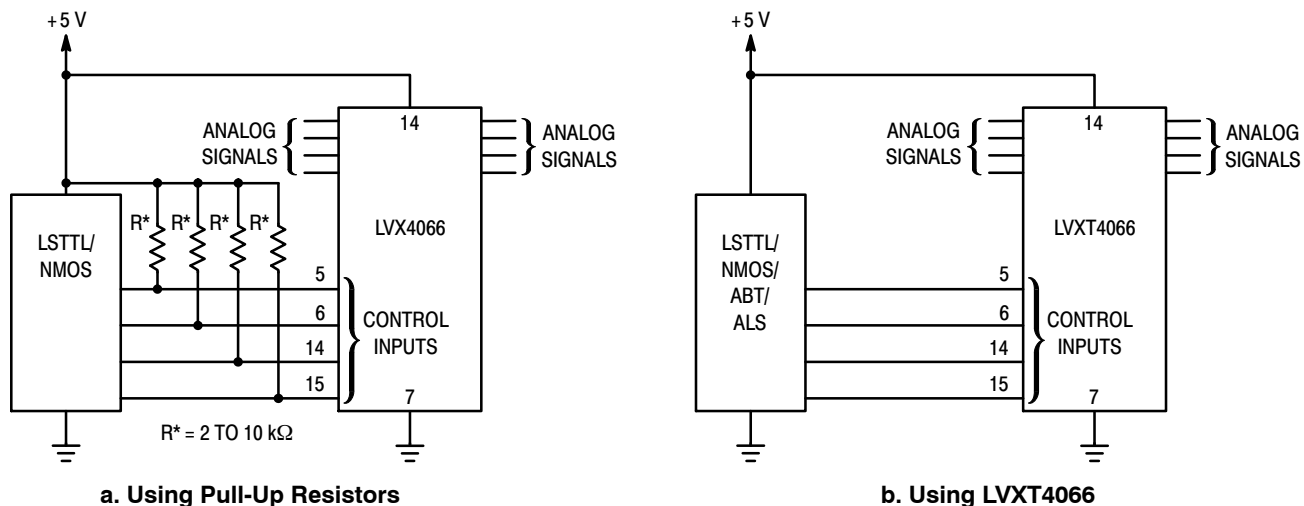 +5 V
14
ANALOG
SIGNALS
ANALOG
SIGNALS
R*
R*
R*
R*
LSTTL/
NMOS
LVX4066
5
6
14
15
CONTROL
INPUTS
7
R* = 2 TO 10 kΩ
a. Using Pull-Up Resistors
+5 V
14
ANALOG
SIGNALS
ANALOG
SIGNALS
LSTTL/
NMOS/
ABT/
ALS
LVXT4066
5
6
14
15
CONTROL
INPUTS
7
b. Using LVXT4066